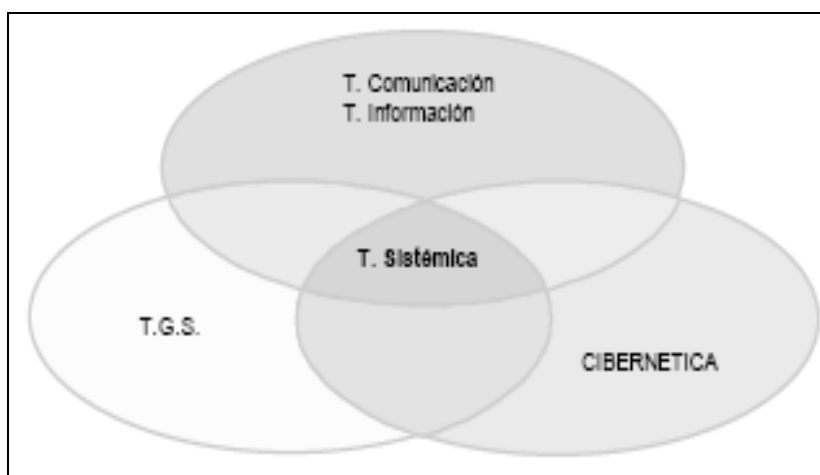 T. Comunicación
T. Información
T. Sistémica
T.G.S.
CIBERNETICA